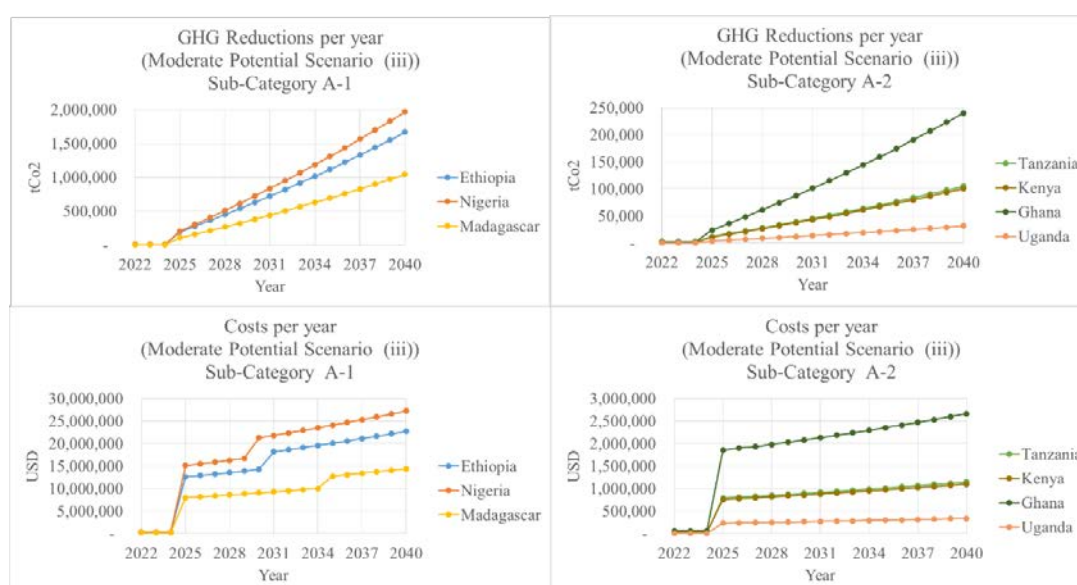 GHG Reductions per year
(Moderate Potential Scenario (iii))
Sub-Category A-1
2,000,000
1,500,000
1,000,000
500,000
-
tCo2
2022 2025 2028 2031 2034 2037 2040
Year
Ethiopia
Nigeria
Madagascar
GHG Reductions per year
(Moderate Potential Scenario (iii))
Sub-Category A-2
250,000
200,000
150,000
100,000
50,000
-
tCo2
2022 2025 2028 2031 2034 2037 2040
Year
Tanzania
Kenya
Ghana
Uganda
Costs per year
(Moderate Potential Scenario (iii))
Sub-Category A-1
30,000,000
25,000,000
20,000,000
15,000,000
10,000,000
5,000,000
-
USD
2022 2025 2028 2031 2034 2037 2040
Year
Ethiopia
Nigeria
Madagascar
Costs per year
(Moderate Potential Scenario (iii))
Sub-Category A-2
3,000,000
2,500,000
2,000,000
1,500,000
1,000,000
500,000
-
USD
2022 2025 2028 2031 2034 2037 2040
Year
Tanzania
Kenya
Ghana
Uganda